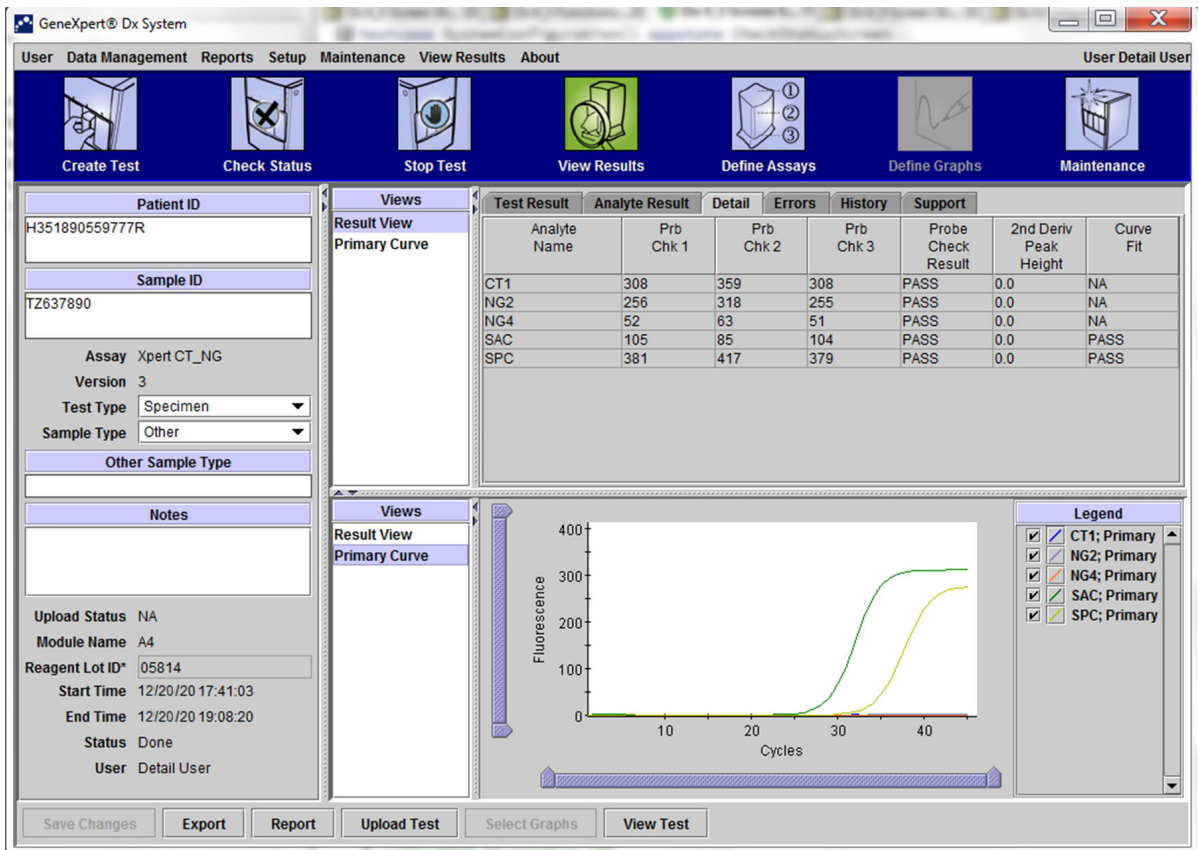 GeneXpert® Dx System
User Data Management Reports Setup Maintenance View Results About User Detail User
Create Test Check Status Stop Test View Results Define Assays Define Graphs Maintenance
Patient ID
H351890559777R
Sample ID
TZ637890
Assay Xpert CT_NG
Version 3
Test Type Specimen
Sample Type Other
Other Sample Type
Notes
Upload Status NA
Module Name A4
Reagent Lot ID* 05814
Start Time 12/20/20 17:41:03
End Time 12/20/20 19:08:20
Status Done
User Detail User
Views
Result View
Primary Curve
Test Result Analyte Result Detail Errors History Support
Analyte Name Prb Chk 1 Prb Chk 2 Prb Chk 3 Probe Check Result 2nd Deriv Peak Height Curve Fit
CT1 308 359 308 PASS 0.0 NA
NG2 256 318 255 PASS 0.0 NA
NG4 52 63 51 PASS 0.0 NA
SAC 105 85 104 PASS 0.0 PASS
SPC 381 417 379 PASS 0.0 PASS
Views
Result View
Primary Curve
Fluorescence
400
300
200
100
0
10 20 30 40
Cycles
Legend
CT1; Primary
NG2; Primary
NG4; Primary
SAC; Primary
SPC; Primary
Save Changes Export Report Upload Test Select Graphs View Test